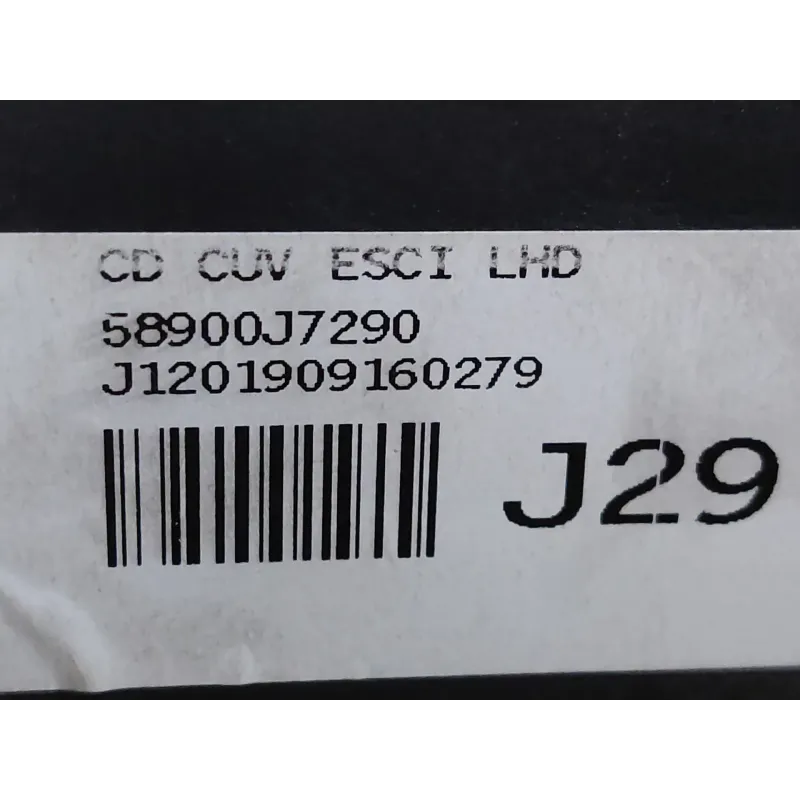 CD CUV ESCI LHD
58900J7290
J1201909160279
J29